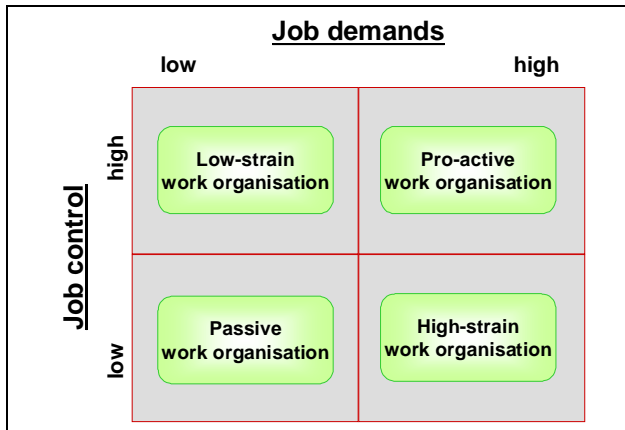 Job demands
low high
high
Low-strain
work organisation
Pro-active
work organisation
Job control
low
Passive
work organisation
High-strain
work organisation